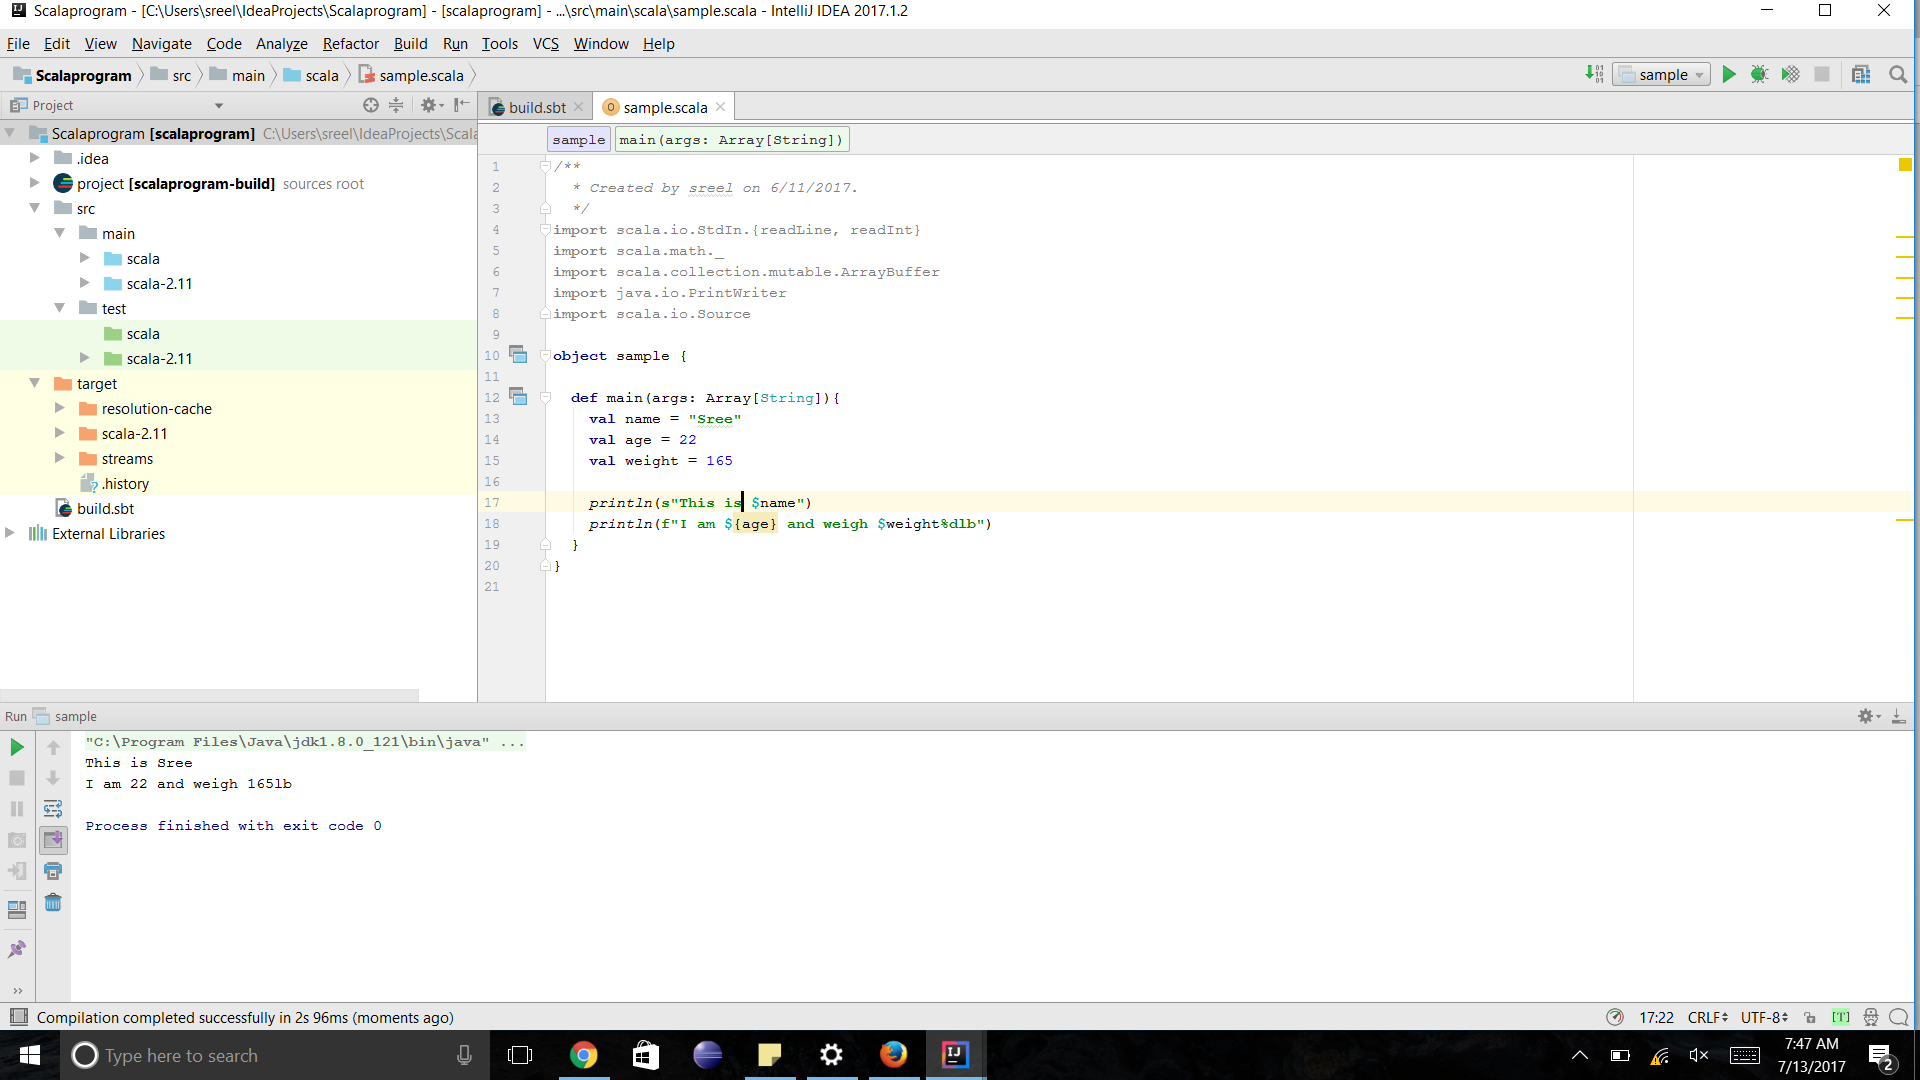 Scalaprogram - [C:\Users\sreel\IdeaProjects\Scalaprogram] - [scalaprogram] - ...\src\main\scala\sample.scala - IntelliJ IDEA 2017.1.2
File Edit View Navigate Code Analyze Refactor Build Run Tools VCS Window Help
Scalaprogram src main scala sample.scala
sample
Project
build.sbt
sample.scala
Scalaprogram [scalaprogram] C:\Users\sreel\IdeaProjects\Scala
.idea
project [scalaprogram-build] sources root
src
main
scala
scala-2.11
test
scala
scala-2.11
target
resolution-cache
scala-2.11
streams
.history
build.sbt
External Libraries
sample main(args: Array[String])
1 /**
2 * Created by sreel on 6/11/2017.
3 */
4 import scala.io.StdIn.{readLine, readInt}
5 import scala.math._
6 import scala.collection.mutable.ArrayBuffer
7 import java.io.PrintWriter
8 import scala.io.Source
9
10 object sample {
11
12 def main(args: Array[String]){
13 val name = "Sree"
14 val age = 22
15 val weight = 165
16
17 println(s"This is $name")
18 println(f"I am ${age} and weigh $weight%dlb")
19 }
20 }
21
Run sample
"C:\Program Files\Java\jdk1.8.0_121\bin\java" ...
This is Sree
I am 22 and weigh 165lb
Process finished with exit code 0
Compilation completed successfully in 2s 96ms (moments ago)
17:22 CRLF UTF-8 [T]
Type here to search
7:47 AM
7/13/2017
2